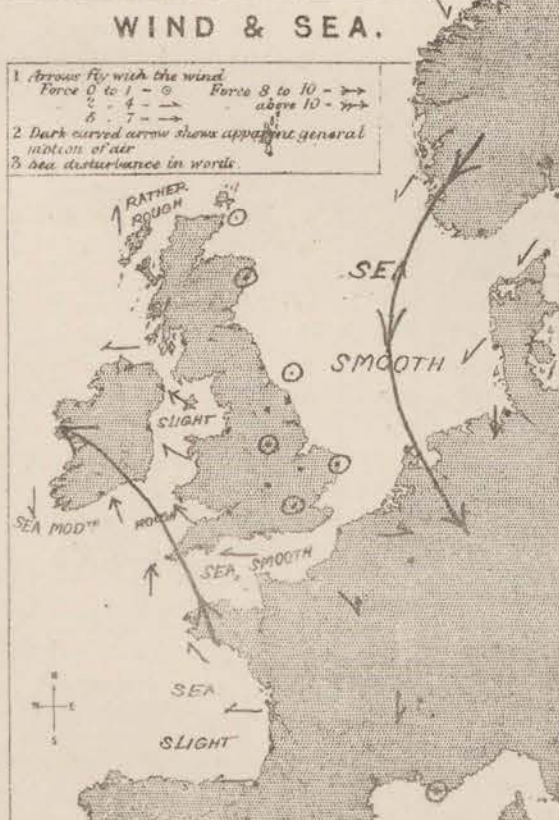 WIND & SEA.
1 Arrows fly with the wind
Force 0 to 1 - Force 8 to 10 -
2 „ 4 - above 10 -
5 „ 7 -
2 Dark curved arrow shows apparent general
motion of air
3 Sea disturbance in words.
RATHER
ROUGH
SEA
SMOOTH
SLIGHT
SEA MODTE
ROUGH
SEA, SMOOTH
N
W E
S
SEA
SLIGHT